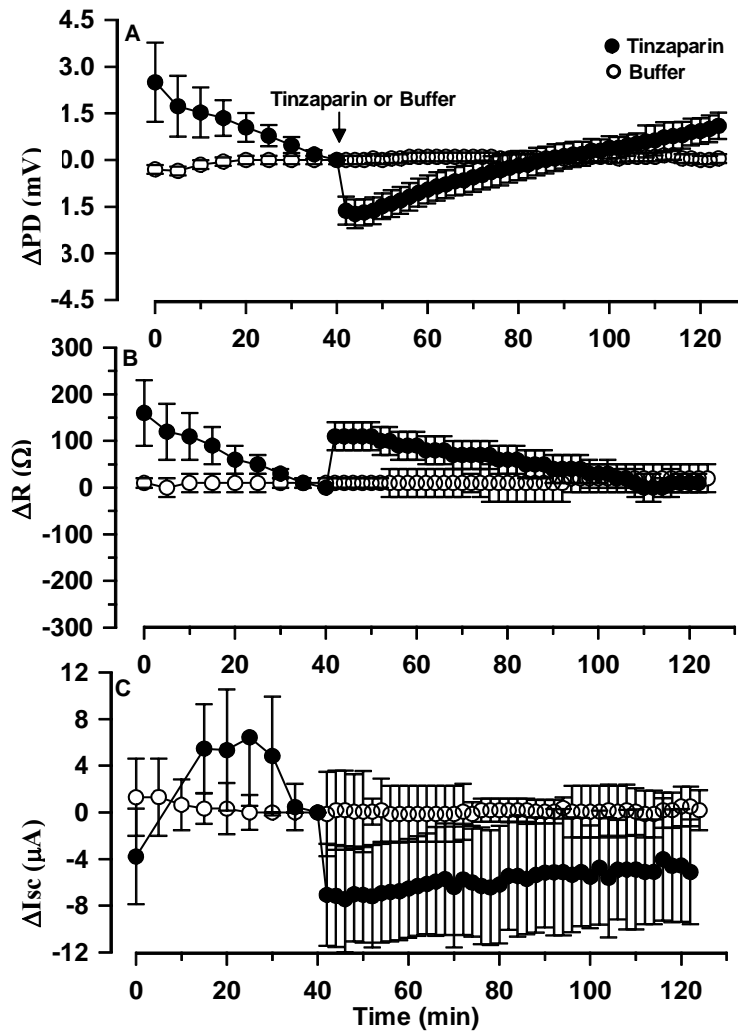 A
Tinzaparin
Buffer
Tinzaparin or Buffer
ΔPD (mV)
4.5
3.0
1.5
0.0
1.5
3.0
-4.5
0 20 40 60 80 100 120
B
ΔR (Ω)
300
200
100
0
-100
-200
-300
0 20 40 60 80 100 120
C
ΔIsc (µA)
12
8
4
0
-4
-8
-12
0 20 40 60 80 100 120
Time (min)